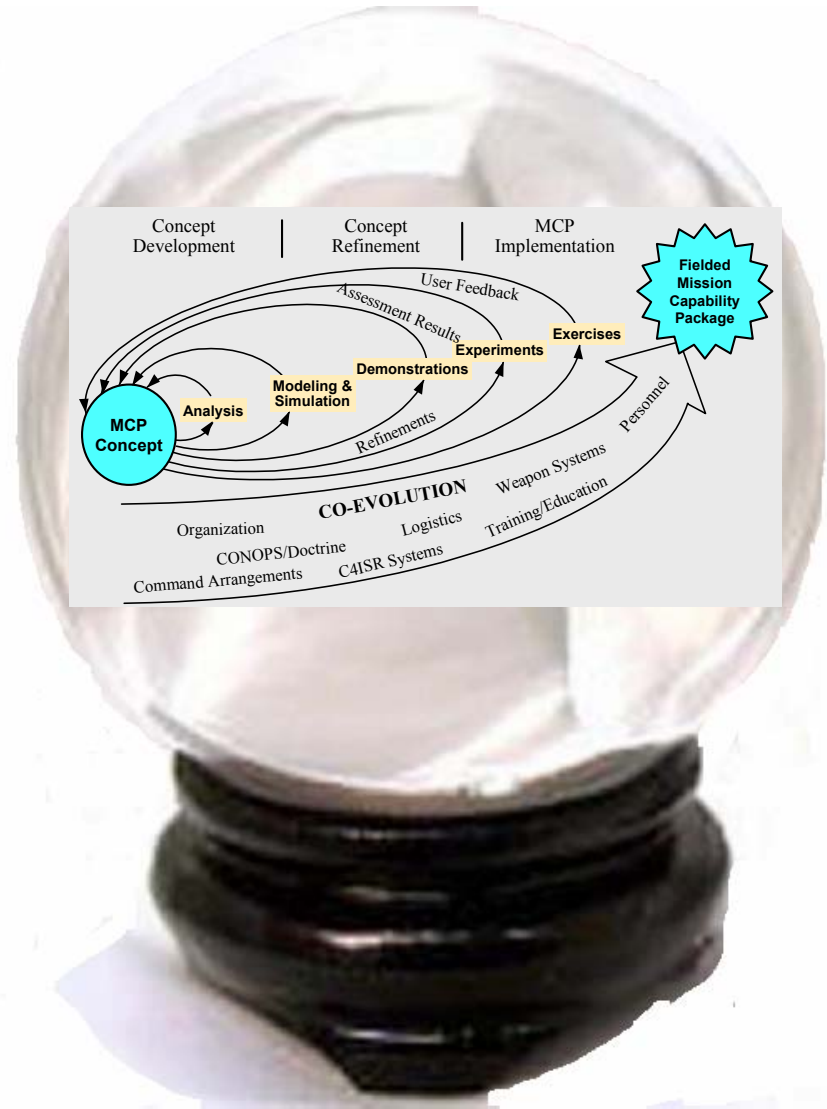 Concept
Development
Concept
Refinement
MCP
Implementation
Fielded
Mission
Capability
Package
User Feedback
Assessment Results
Exercises
Experiments
Demonstrations
Modeling &
Simulation
Analysis
MCP
Concept
Refinements
Personnel
CO-EVOLUTION
Weapon Systems
Organization
Logistics
Training/Education
CONOPS/Doctrine
C4ISR Systems
Command Arrangements